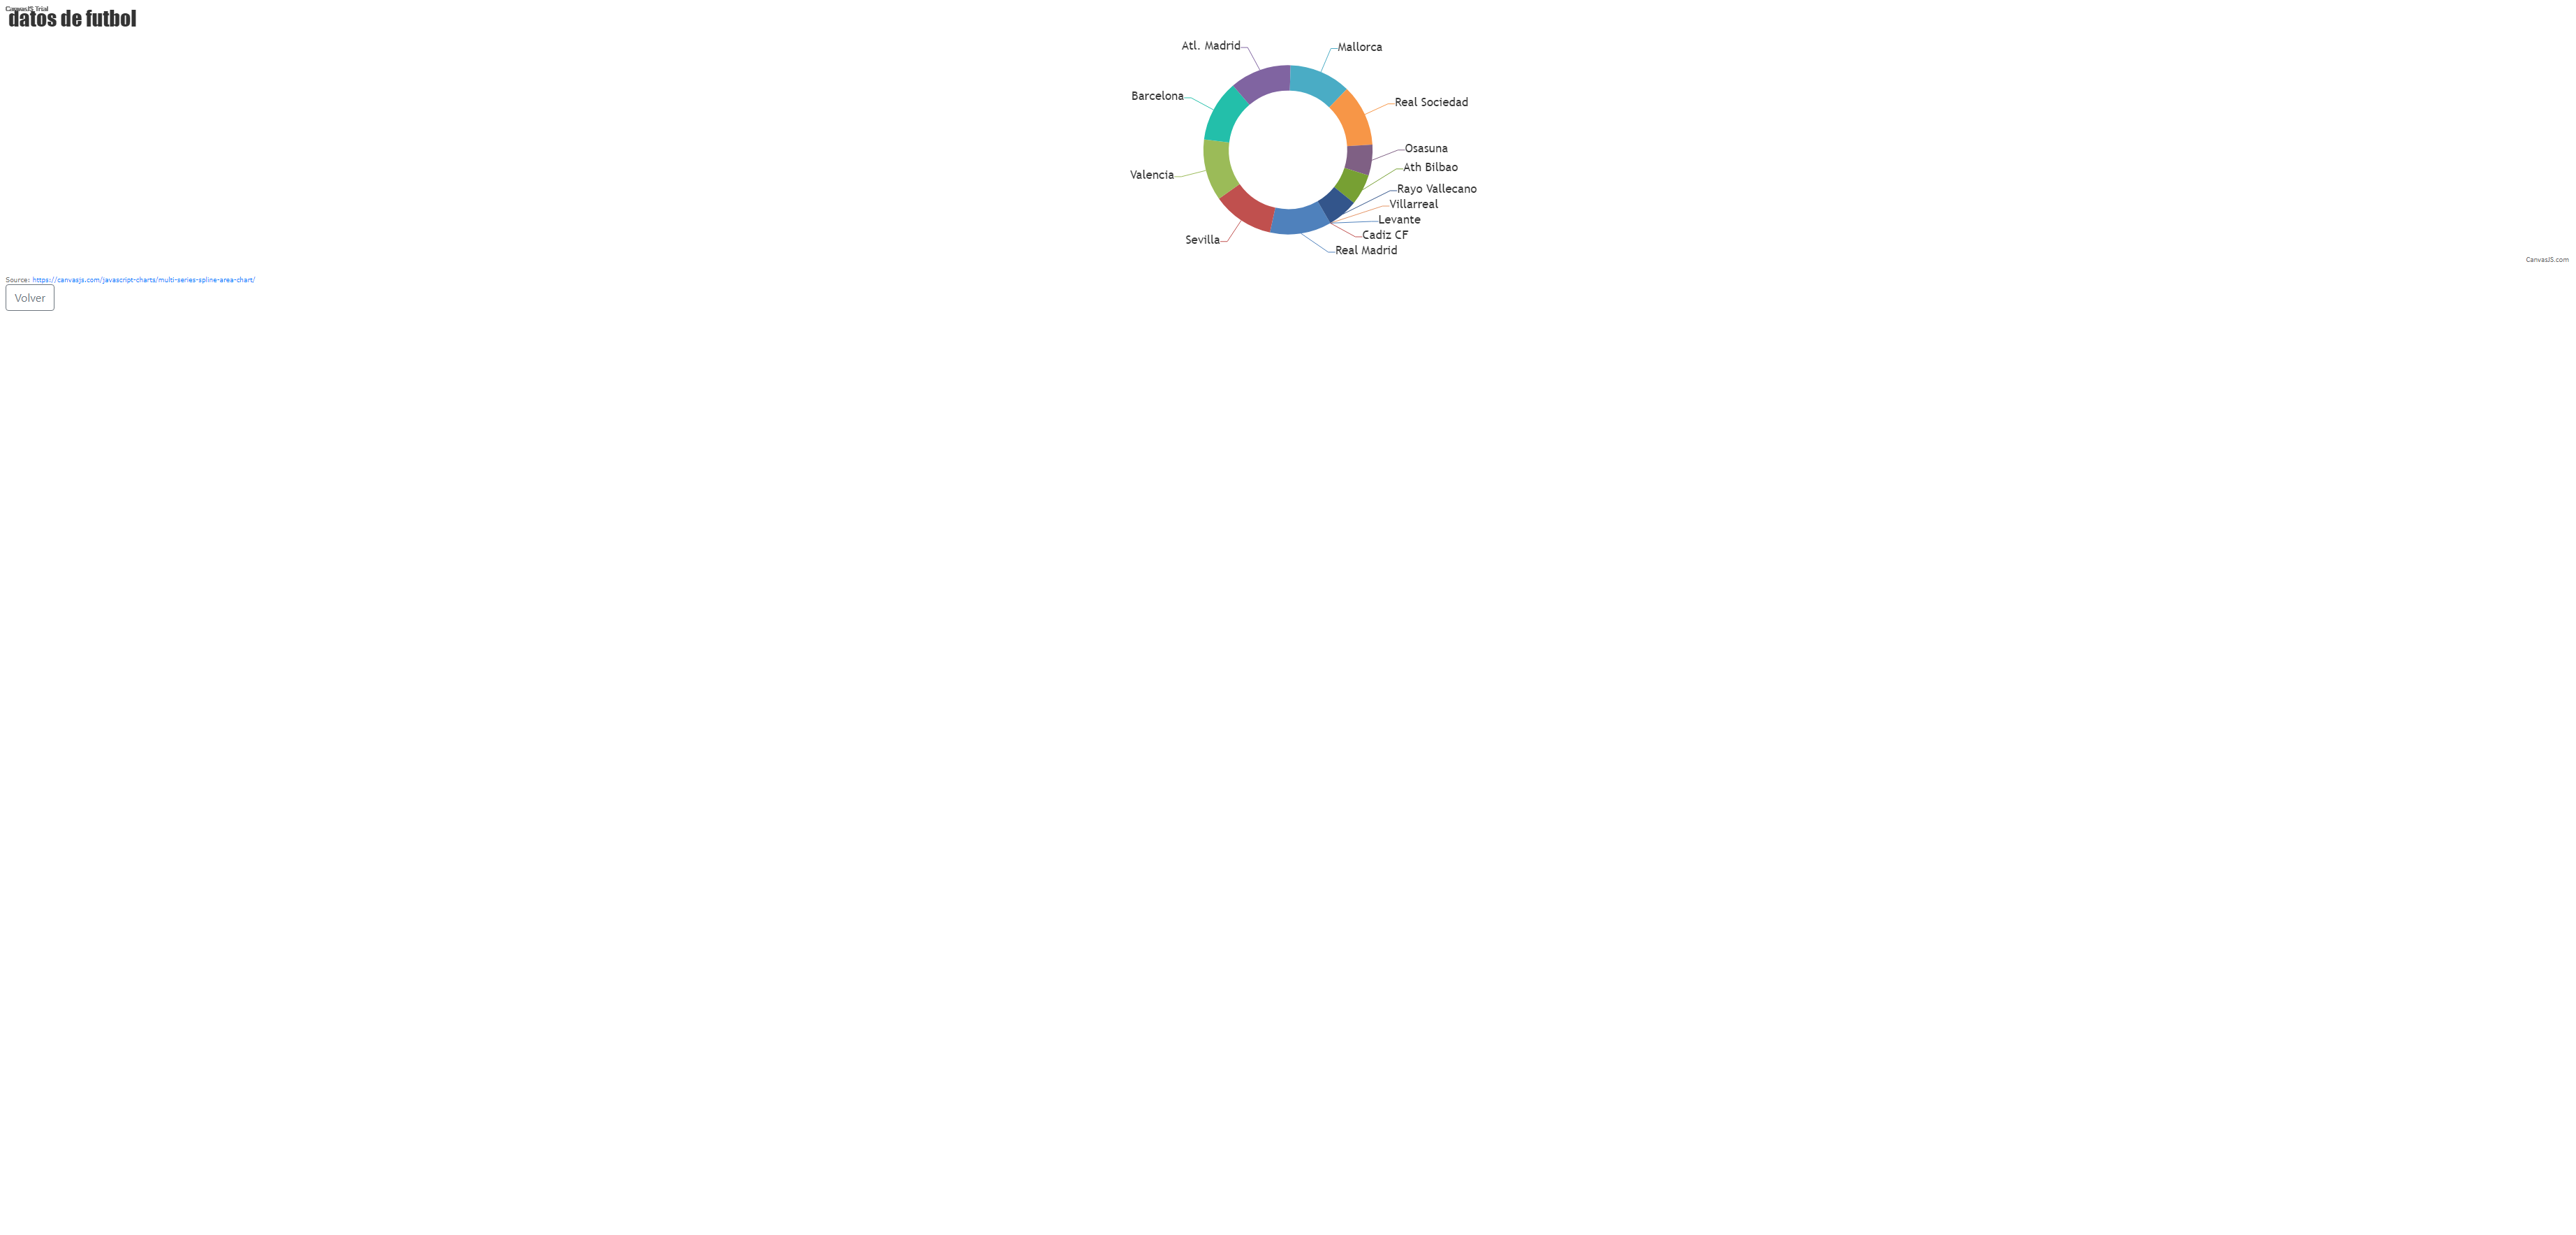 CanvasJS Trial
datos de futbol
Atl. Madrid
Mallorca
Barcelona
Real Sociedad
Osasuna
Ath Bilbao
Valencia
Rayo Vallecano
Villarreal
Levante
Cadiz CF
Sevilla
Real Madrid
CanvasJS.com
Source: https://canvasjs.com/javascript-charts/multi-series-spline-area-chart/
Volver